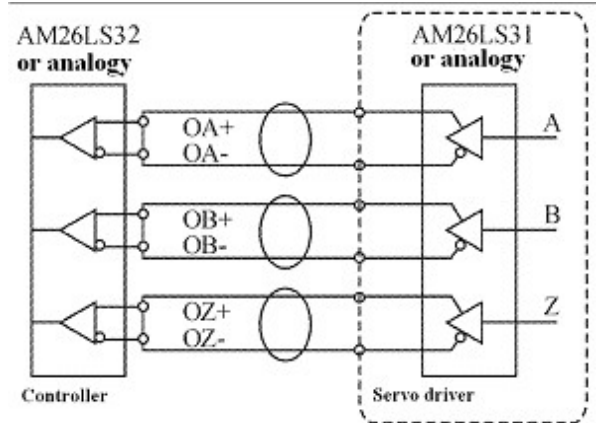 AM26LS32
or analogy
AM26LS31
or analogy
OA+
OA-
A
OB+
OB-
B
OZ+
OZ-
Z
Controller
Servo driver